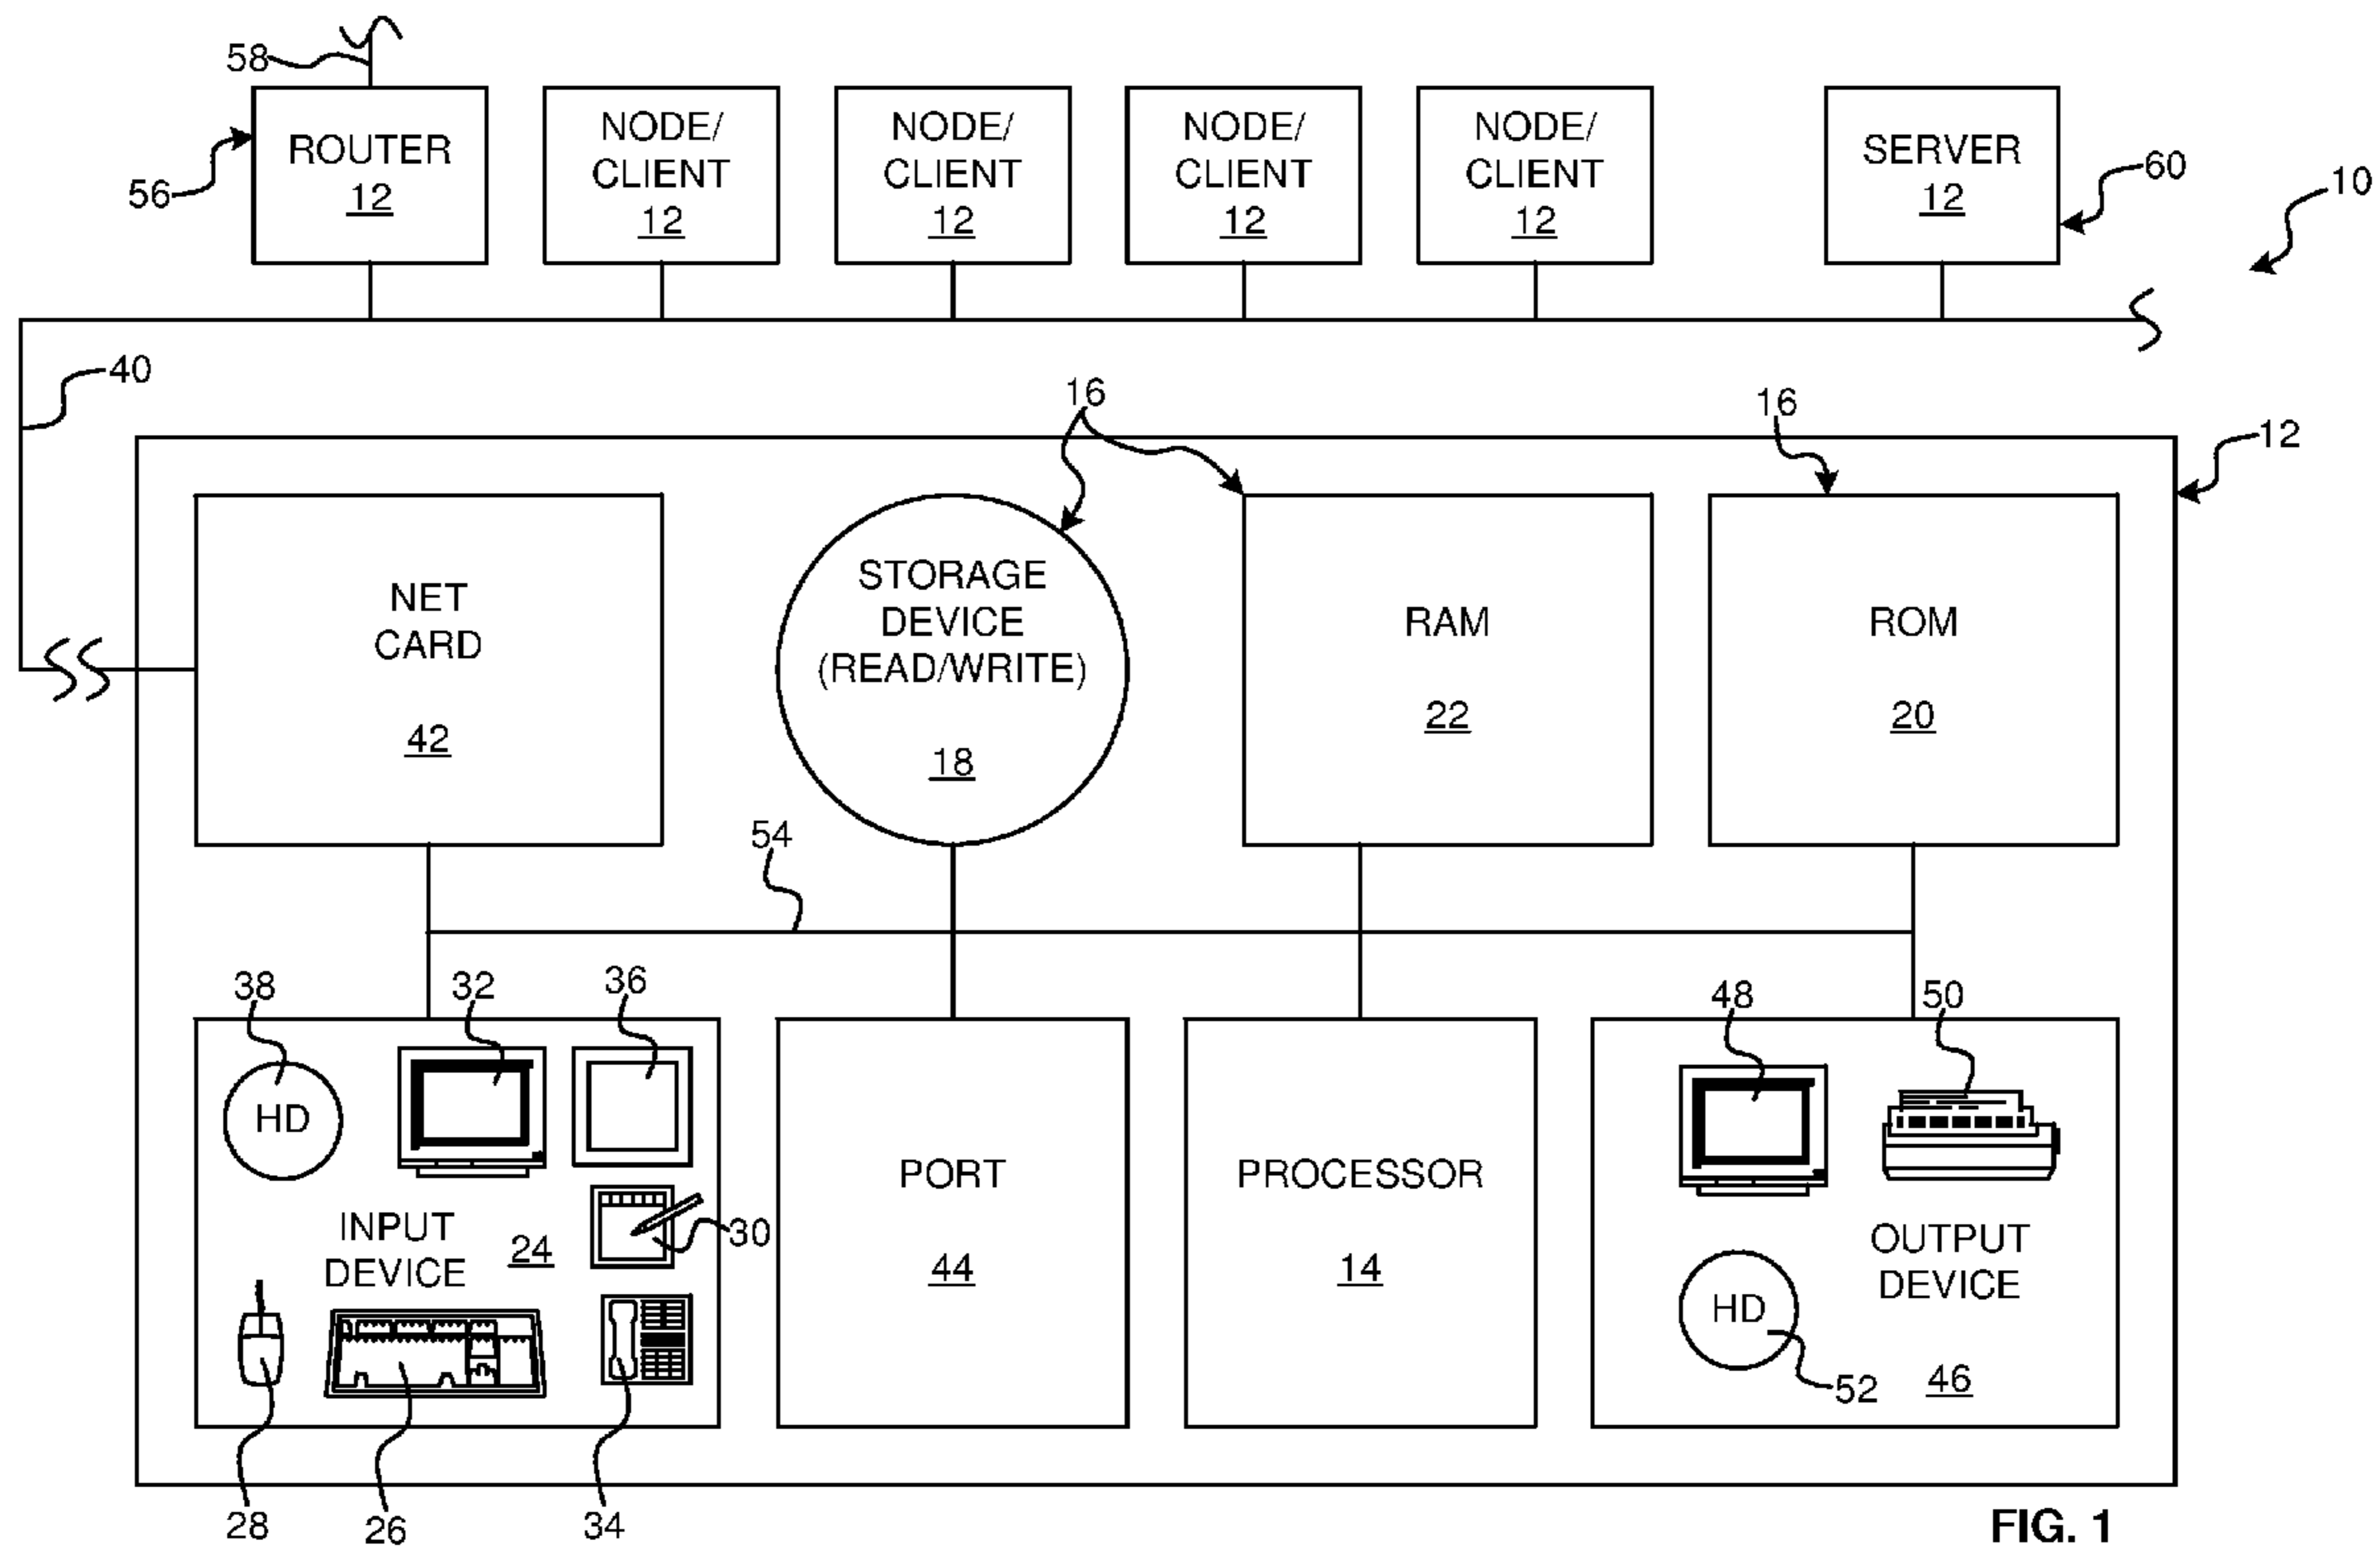 58
56
ROUTER
12
NODE/
CLIENT
12
NODE/
CLIENT
12
NODE/
CLIENT
12
NODE/
CLIENT
12
SERVER
12
60
10
40
16
16
12
NET
CARD
42
STORAGE
DEVICE
(READ/WRITE)
18
RAM
22
ROM
20
54
38
32
36
HD
INPUT
DEVICE
24
30
28
26
34
PORT
44
PROCESSOR
14
48
50
OUTPUT
DEVICE
HD
52
46
FIG. 1